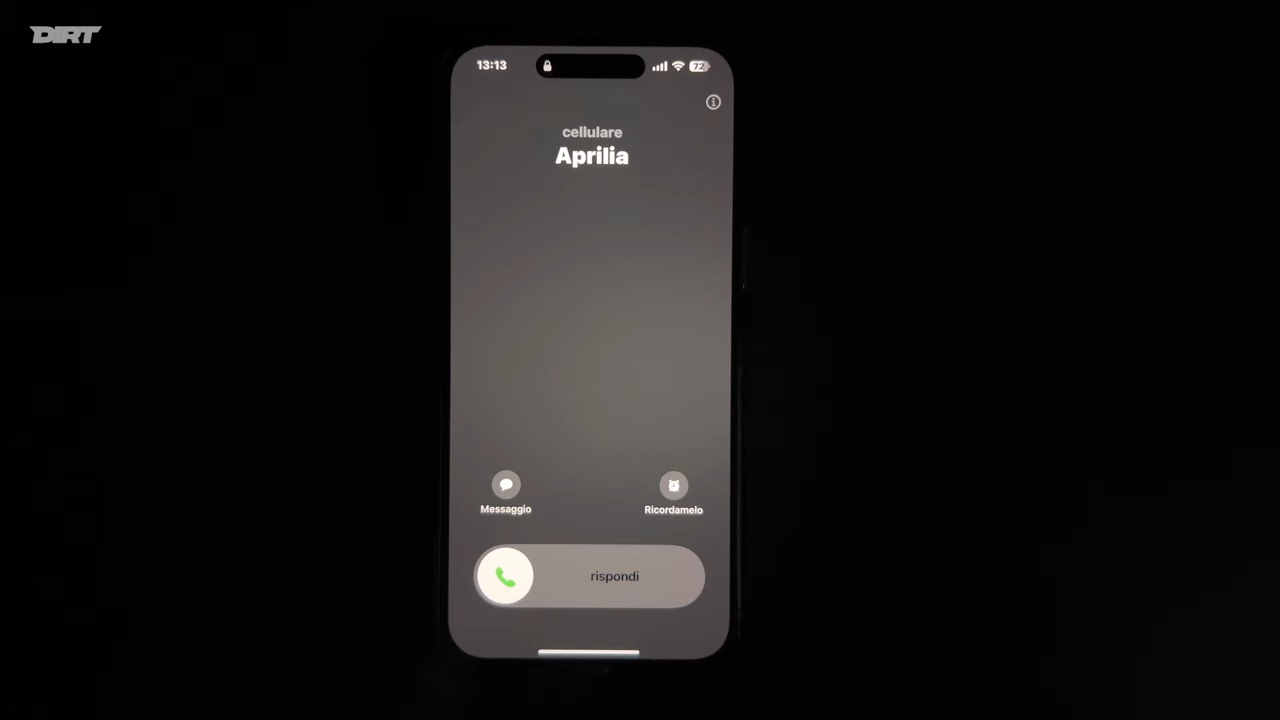 DIRT
13:13
72
cellulare
Aprilia
Messaggio
Ricordamelo
rispondi